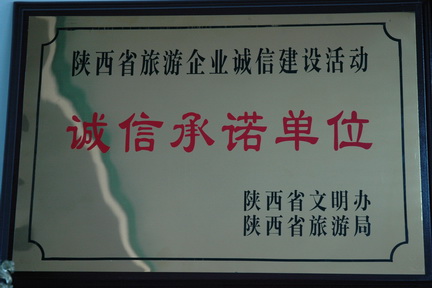 陕西省旅游企业诚信建设活动
诚信承诺单位
陕西省文明办
陕西省旅游局